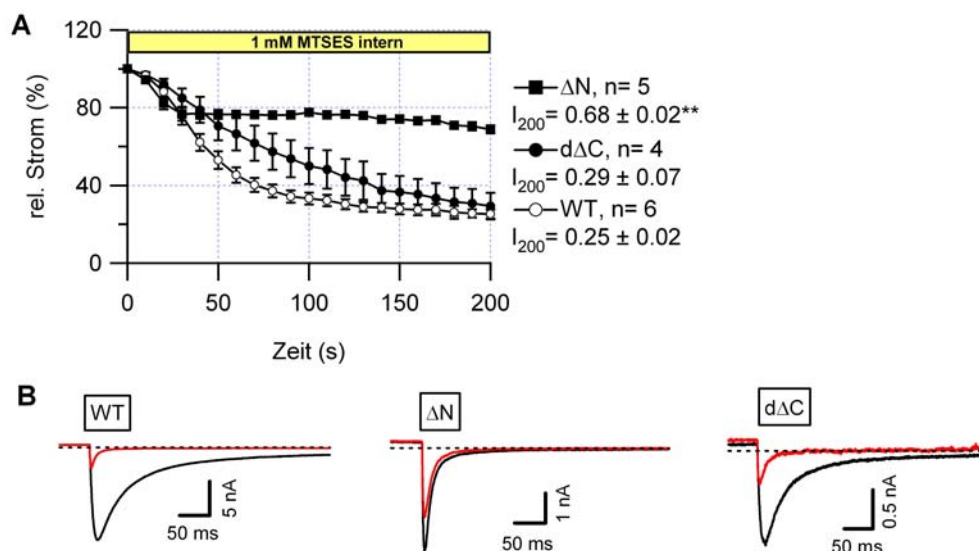 A
120
1 mM MTSES intern
80
40
0
rel. Strom (%)
0 50 100 150 200
Zeit (s)
ΔN, n= 5
I200= 0.68 ± 0.02**
dΔC, n= 4
I200= 0.29 ± 0.07
WT, n= 6
I200= 0.25 ± 0.02
B
WT
5 nA
50 ms
ΔN
1 nA
50 ms
dΔC
0.5 nA
50 ms